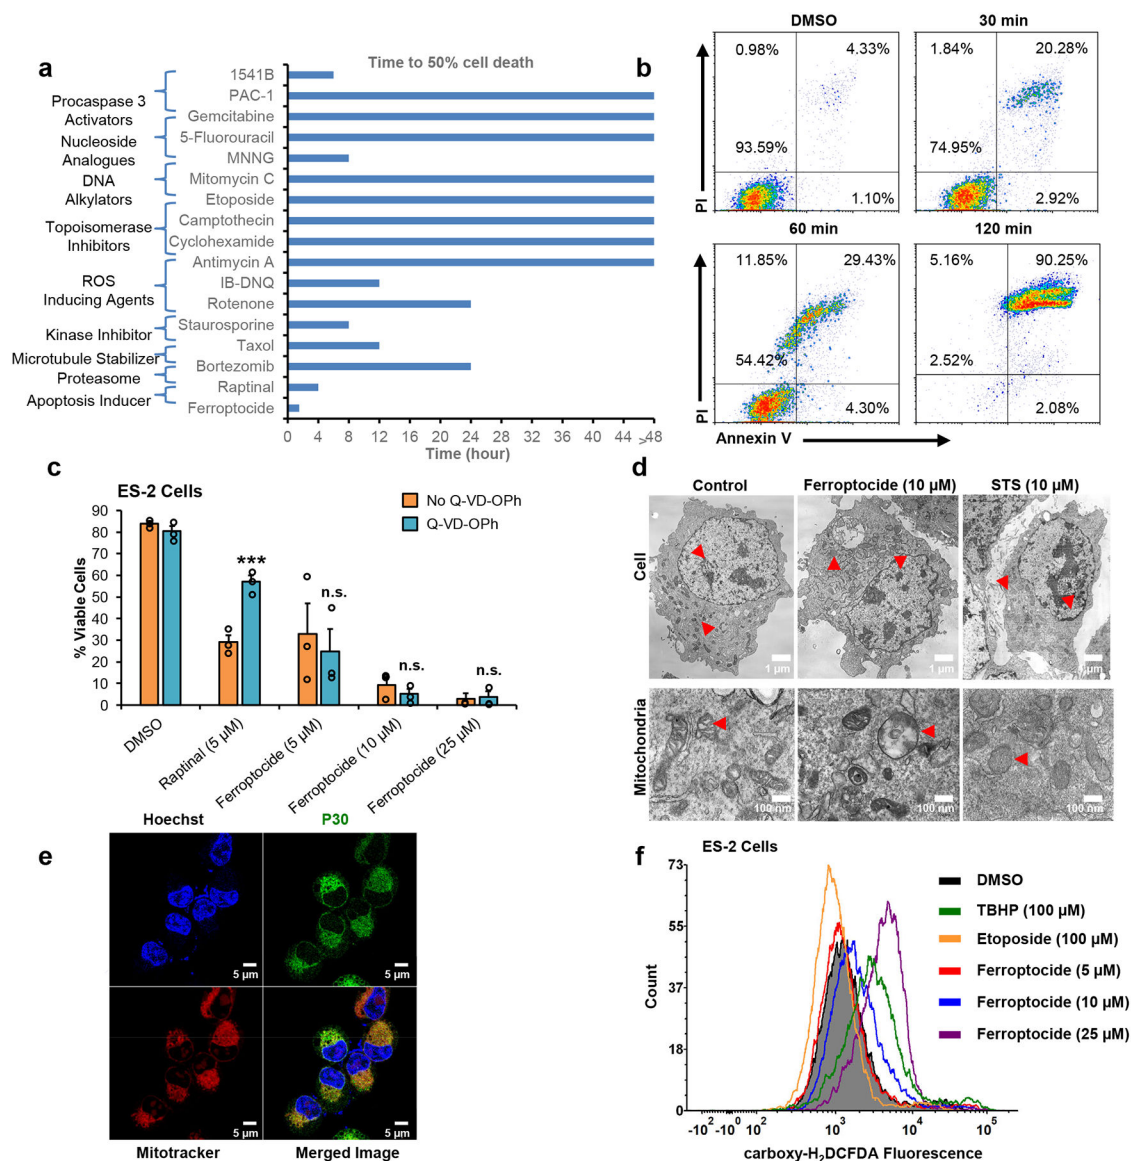 a
Time to 50% cell death
Procaspase 3
Activators
Nucleoside
Analogues
DNA
Alkylators
Topoisomerase
Inhibitors
ROS
Inducing Agents
Kinase Inhibitor
Microtubule Stabilizer
Proteasome
Apoptosis Inducer
1541B
PAC-1
Gemcitabine
5-Fluorouracil
MNNG
Mitomycin C
Etoposide
Camptothecin
Cyclohexamide
Antimycin A
IB-DNQ
Rotenone
Staurosporine
Taxol
Bortezomib
Raptinal
Ferroptocide
0 4 8 12 16 20 24 28 32 36 40 44 >48
Time (hour)
b
DMSO
30 min
0.98% 4.33%
93.59%
1.10%
1.84% 20.28%
74.95%
2.92%
PI
60 min
120 min
11.85% 29.43%
54.42%
4.30%
5.16% 90.25%
2.52%
2.08%
PI
Annexin V
c
ES-2 Cells
No Q-VD-OPh
Q-VD-OPh
% Viable Cells
90
80
70
60
50
40
30
20
10
0
***
n.s.
n.s.
n.s.
DMSO
Raptinal (5 µM)
Ferroptocide (5 µM)
Ferroptocide (10 µM)
Ferroptocide (25 µM)
d
Control
Ferroptocide (10 µM)
STS (10 µM)
Cell
1 µm
1 µm
1 µm
Mitochondria
100 nm
100 nm
100 nm
e
Hoechst
P30
5 µm
5 µm
5 µm
5 µm
Mitotracker
Merged Image
f
ES-2 Cells
DMSO
TBHP (100 µM)
Etoposide (100 µM)
Ferroptocide (5 µM)
Ferroptocide (10 µM)
Ferroptocide (25 µM)
Count
73
55
37
18
0
-10² -10⁰ 10² 10³ 10⁴ 10⁵
carboxy-H₂DCFDA Fluorescence